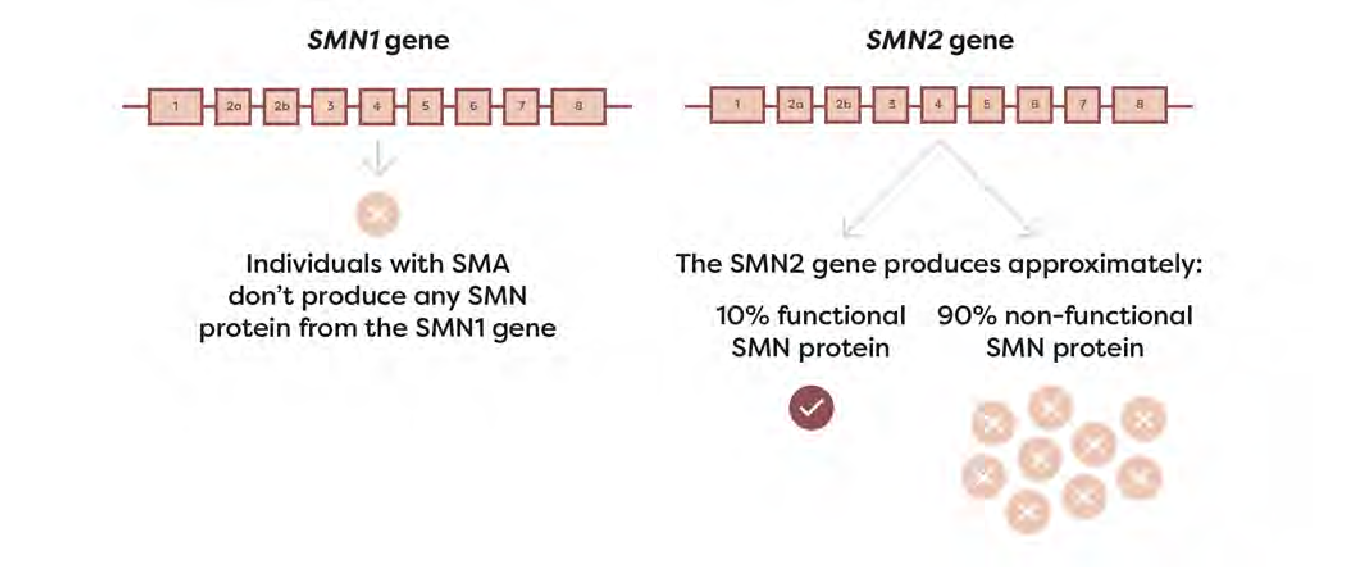 SMN1 gene
1 2a 2b 3 4 5 6 7 8
Individuals with SMA
don't produce any SMN
protein from the SMN1 gene
SMN2 gene
1 2a 2b 3 4 5 6 7 8
The SMN2 gene produces approximately:
10% functional
SMN protein
90% non-functional
SMN protein